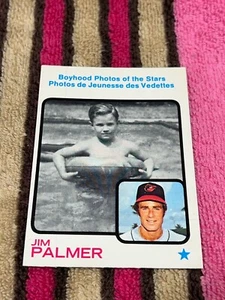 Boyhood Photos of the Stars
Photos de Jeunesse des Vedettes
JIM
PALMER